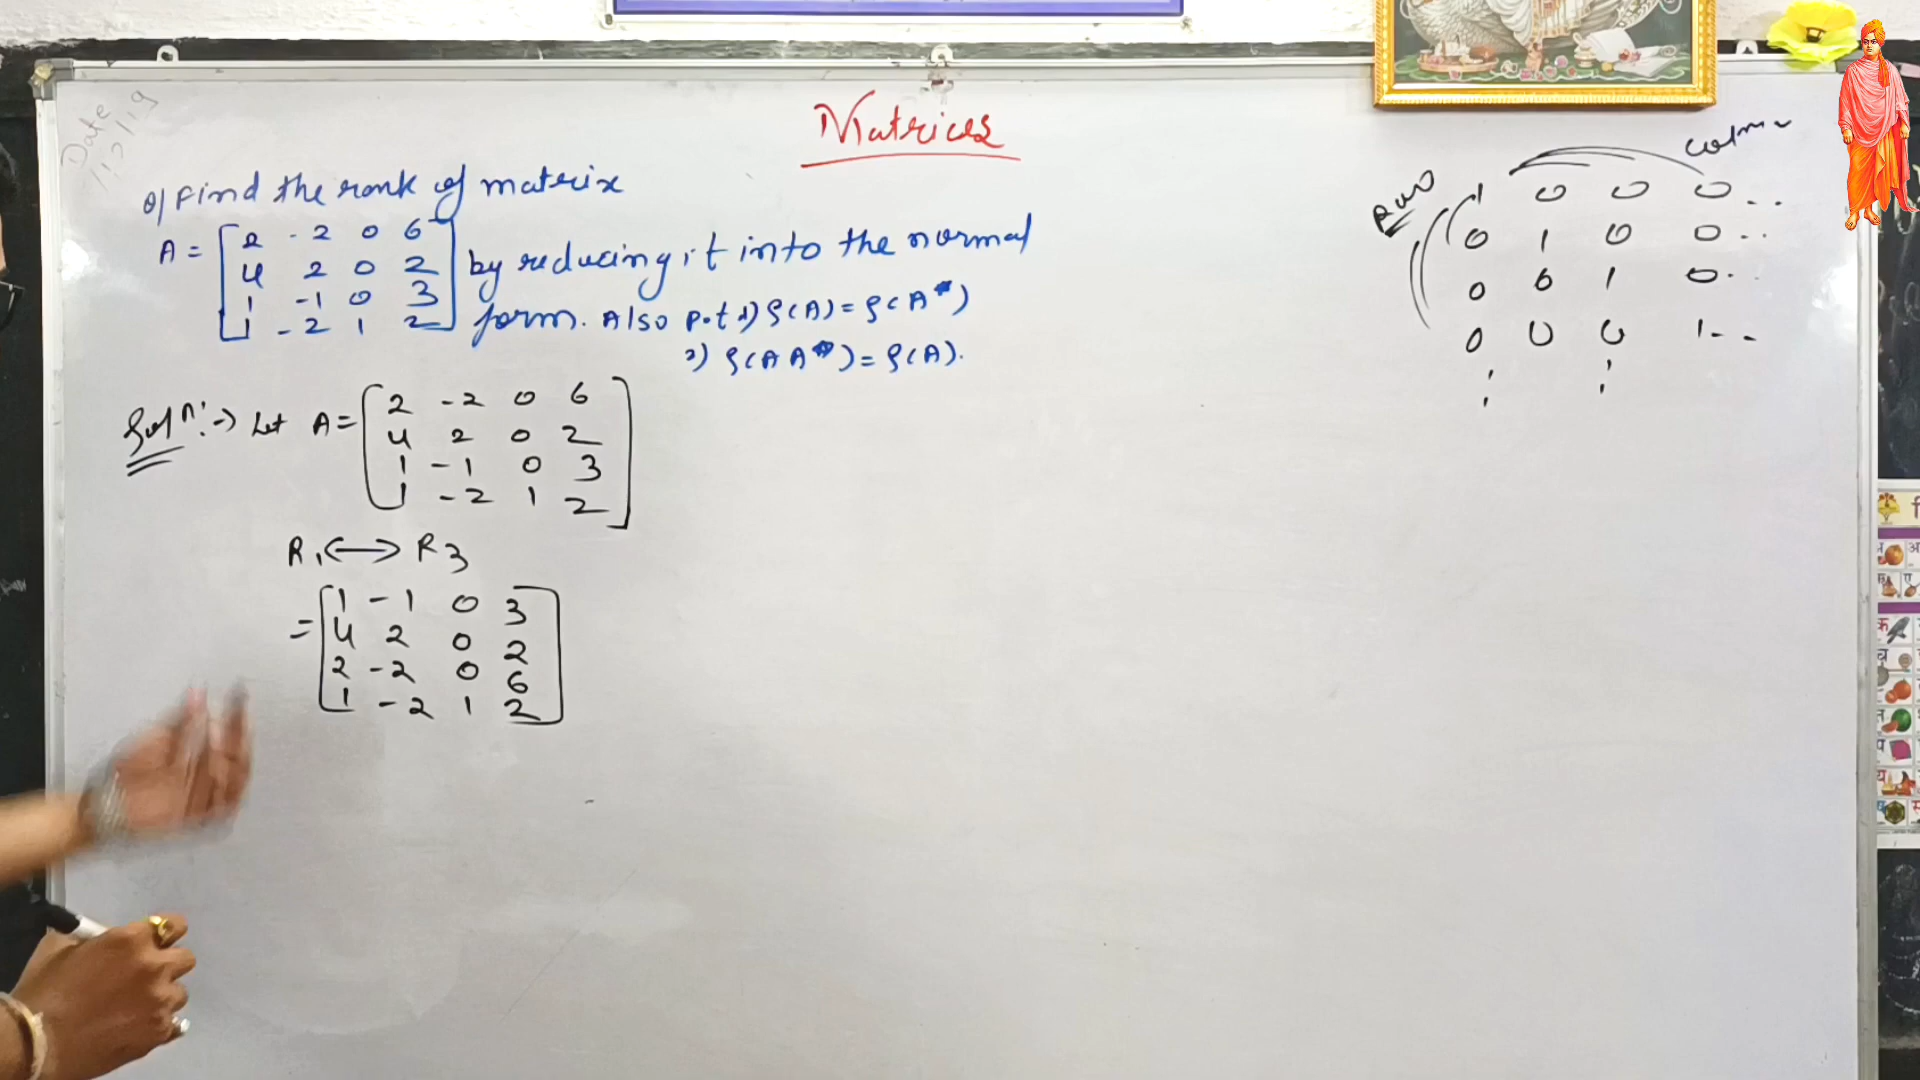 Date
Matrices
Q) Find the rank of matrix
A = [2 -2 0 6
4 2 0 2
1 -1 0 3
1 -2 1 2] by reducing it into the normal
form. Also P.t 1) ρ(A) = ρ(A*)
2) ρ(AA*) = ρ(A).
Solⁿ:→ Let A = [2 -2 0 6
4 2 0 2
1 -1 0 3
1 -2 1 2]
R1 ↔ R3
= [1 -1 0 3
4 2 0 2
2 -2 0 6
1 -2 1 2]
Row
1 0 0 0 ..
0 1 0 0 ..
0 0 1 0 ..
0 0 0 1 - -